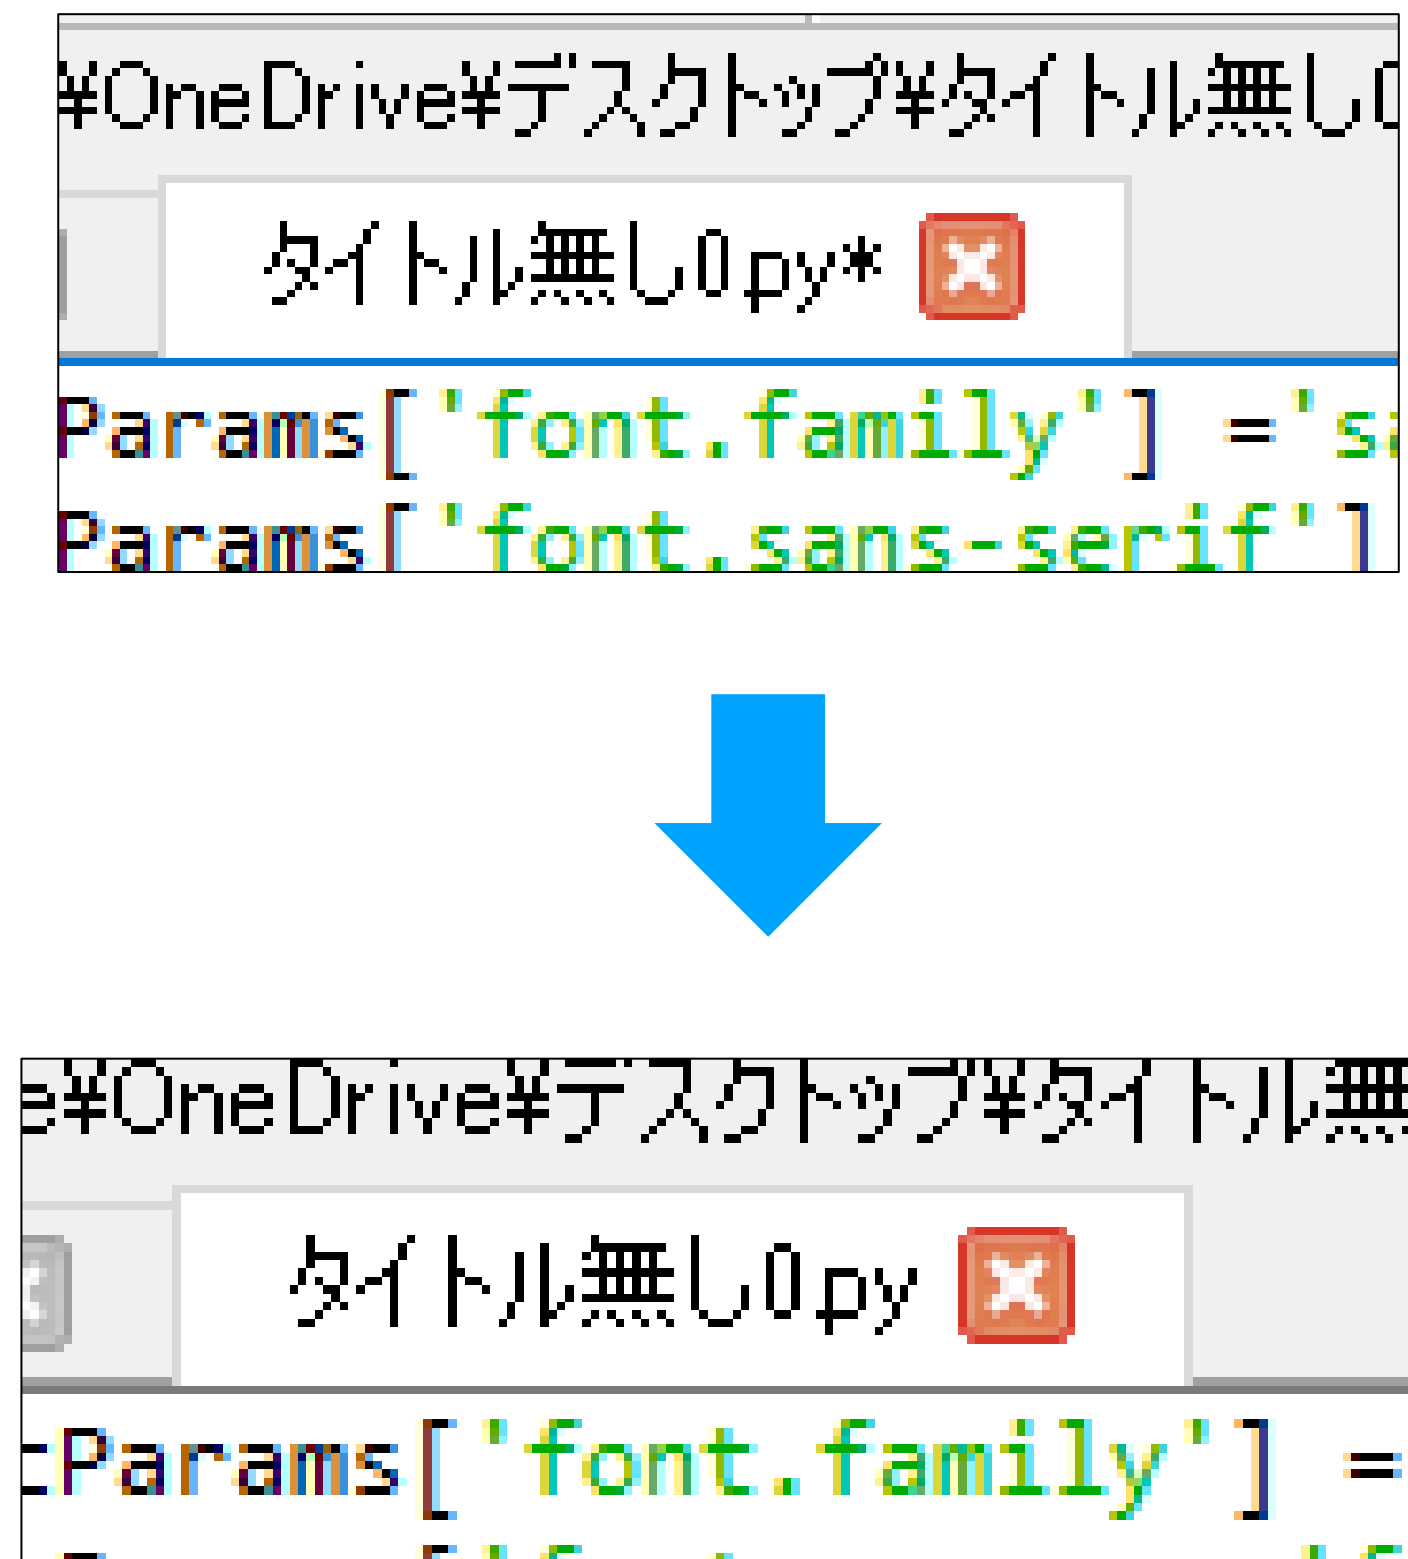 ¥OneDrive¥デスクトップ¥タイトル無し0
タイトル無し0.py*
Params['font.family'] ='sa
Params['font.sans-serif']
e¥OneDrive¥デスクトップ¥タイトル無
タイトル無し0.py
cParams['font.family'] =